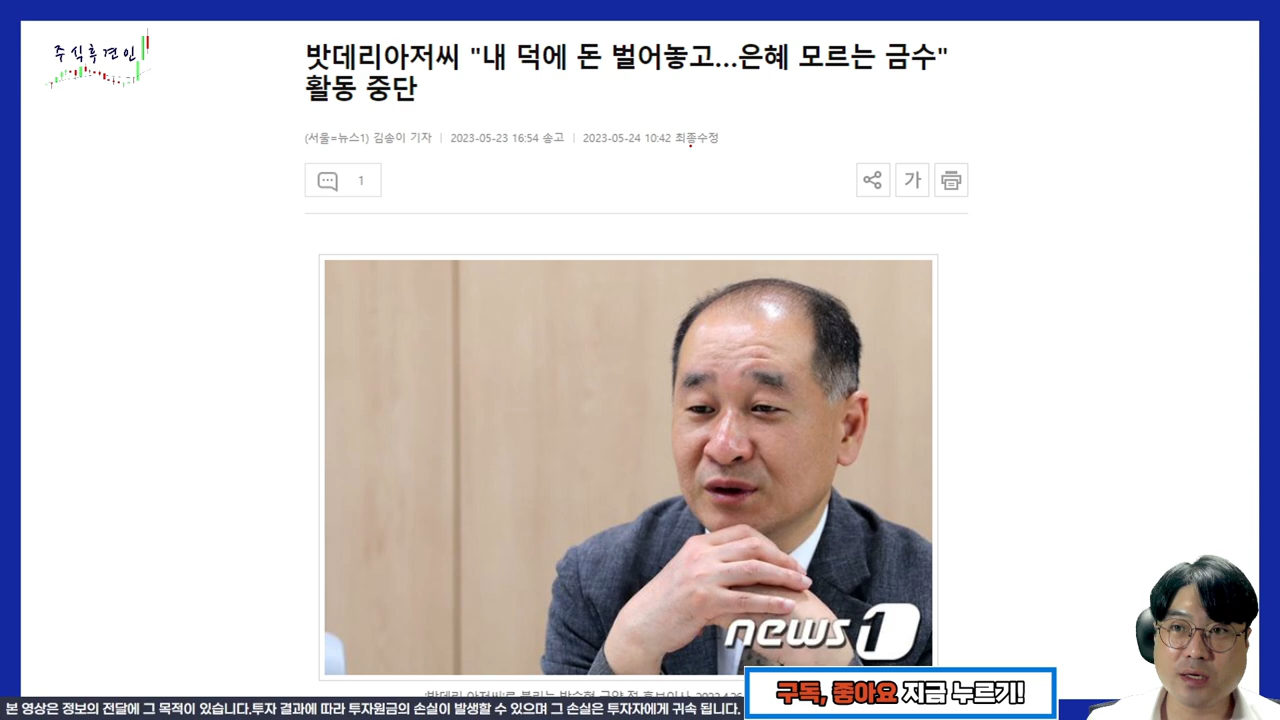 주식후견인
밧데리아저씨 "내 덕에 돈 벌어놓고...은혜 모르는 금수"
활동 중단
(서울=뉴스1) 김송이 기자 | 2023-05-23 16:54 송고 | 2023-05-24 10:42 최종수정
1
가
news1
구독, 좋아요 지금 누르기!
본 영상은 정보의 전달에 그 목적이 있습니다.투자 결과에 따라 투자원금의 손실이 발생할 수 있으며 그 손실은 투자자에게 귀속 됩니다.